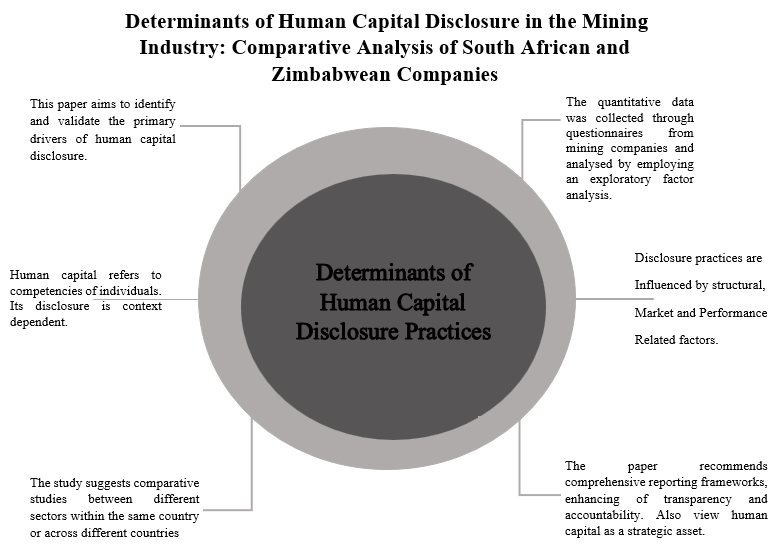 Determinants of Human Capital Disclosure in the Mining
Industry: Comparative Analysis of South African and
Zimbabwean Companies
This paper aims to identify
and validate the primary
drivers of human capital
disclosure.
The quantitative data
was collected through
questionnaires from
mining companies and
analysed by employing
an exploratory factor
analysis.
Human capital refers to
competencies of individuals.
Its disclosure is context
dependent.
Determinants of
Human Capital
Disclosure Practices
Disclosure practices are
Influenced by structural,
Market and Performance
Related factors.
The study suggests comparative
studies between different
sectors within the same country
or across different countries
The paper recommends
comprehensive reporting frameworks,
enhancing of transparency and
accountability. Also view human
capital as a strategic asset.